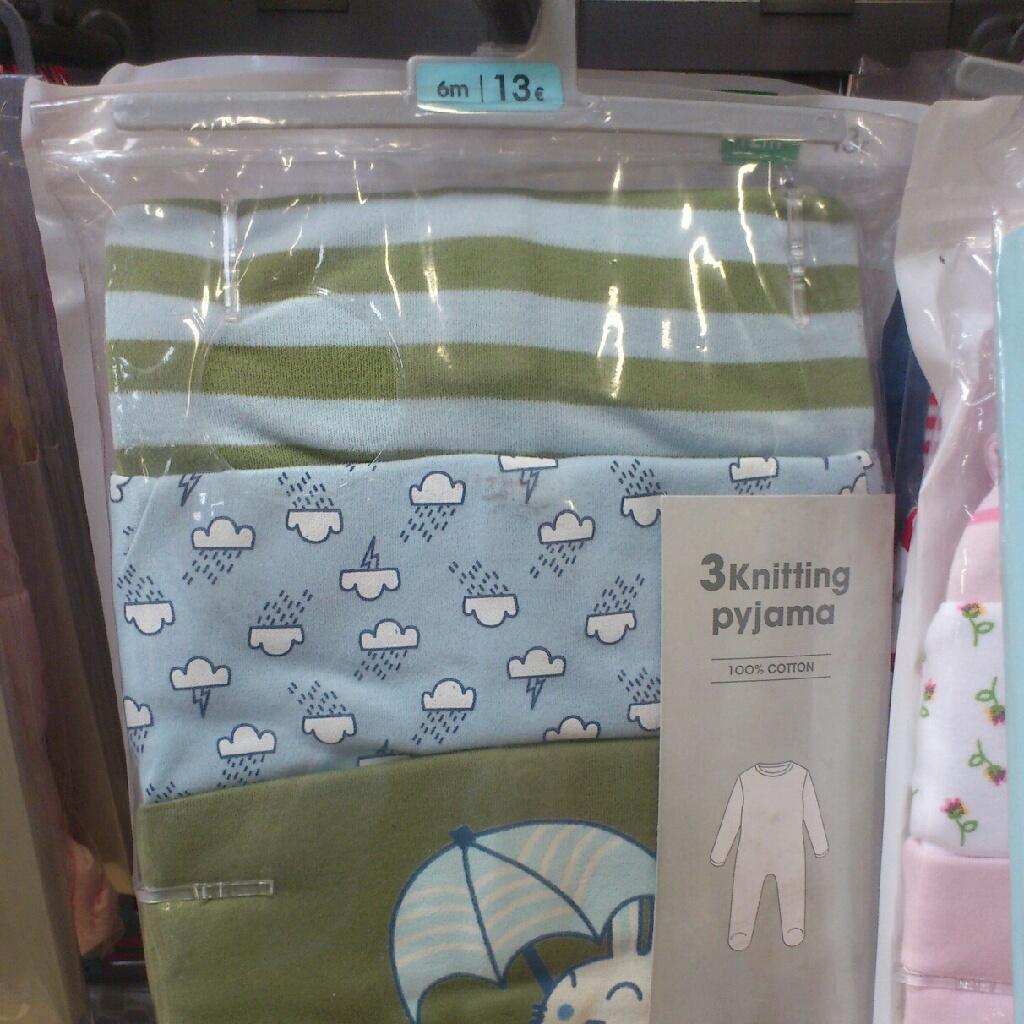 6m | 13€
3Knitting
pyjama
100% COTTON